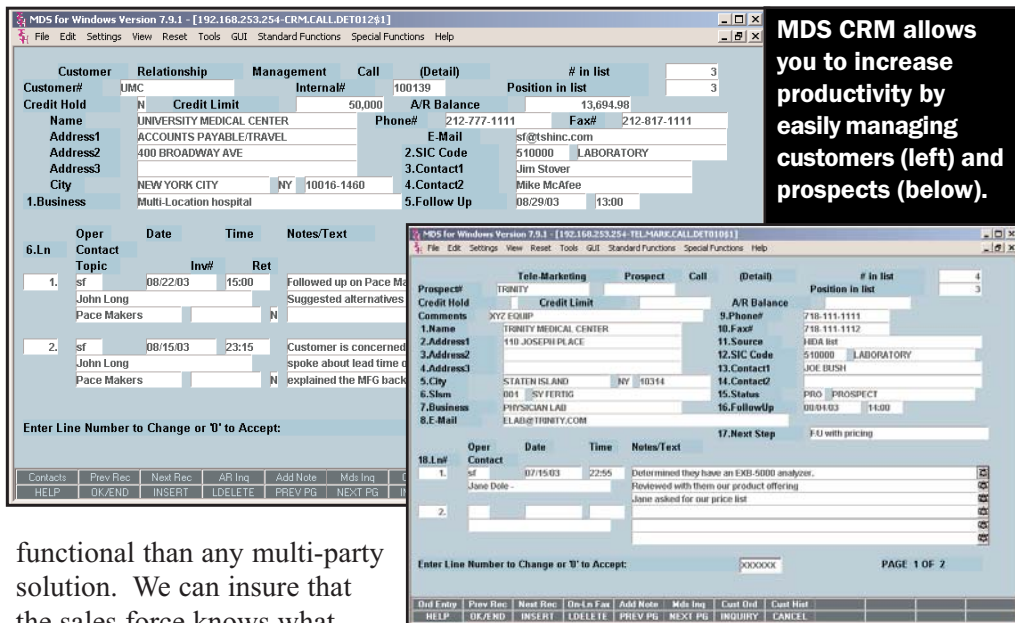 MDS for Windows Version 7.9.1 - [192.168.253.254-CRM.CALL.DET012$1]
File Edit Settings View Reset Tools GUI Standard Functions Special Functions Help
Customer Relationship Management Call (Detail) # in list 3
Customer# UMC Internal# 100139 Position in list 3
Credit Hold N Credit Limit 50,000 A/R Balance 13,694.98
Name UNIVERSITY MEDICAL CENTER Phone# 212-777-1111 Fax# 212-817-1111
Address1 ACCOUNTS PAYABLE/TRAVEL E-Mail sf@tshinc.com
Address2 400 BROADWAY AVE 2.SIC Code 510000 LABORATORY
Address3 3.Contact1 Jim Stover
City NEW YORK CITY NY 10016-1460 4.Contact2 Mike McAfee
1.Business Multi-Location hospital 5.Follow Up 08/29/03 13:00
Oper Date Time Notes/Text
6.Ln Contact
Topic Inv# Ret
1. sf 08/22/03 15:00 Followed up on Pace Ma
John Long Suggested alternatives
Pace Makers N
2. sf 08/15/03 23:15 Customer is concerned
John Long spoke about lead time o
Pace Makers N explained the MFG back
Enter Line Number to Change or '0' to Accept:
Contacts Prev Rec Next Rec AR Inq Add Note Mds Inq
HELP OK/END INSERT LDELETE PREV PG NEXT PG
MDS CRM allows
you to increase
productivity by
easily managing
customers (left) and
prospects (below).
MDS for Windows Version 7.9.1 - [192.168.253.254-TEL.MARK.CALL.DET010$1]
File Edit Settings View Reset Tools GUI Standard Functions Special Functions Help
Tele-Marketing Prospect Call (Detail) # in list 4
Prospect# TRINITY Position in list 3
Credit Hold Credit Limit A/R Balance
Comments XYZ EQUIP 9.Phone# 718-111-1111
1.Name TRINITY MEDICAL CENTER 10.Fax# 718-111-1112
2.Address1 110 JOSEPH PLACE 11.Source HIDA list
3.Address2 12.SIC Code 510000 LABORATORY
4.Address3 13.Contact1 JOE BUSH
5.City STATEN ISLAND NY 10314 14.Contact2
6.Slsm 001 SY FERTIG 15.Status PRO PROSPECT
7.Business PHYSICIAN LAB 16.FollowUp 08/04/03 14:00
8.E-Mail ELAB@TRINITY.COM
17.Next Step F/U with pricing
Oper Date Time Notes/Text
18.Ln# Contact
1. sf 07/15/03 22:55 Determined they have an EXB-5000 analyzer.
Jane Dole - Reviewed with them our product offering
Jane asked for our price list
2.
Enter Line Number to Change or '0' to Accept: XXXXXX PAGE 1 OF 2
Ord Entry Prev Rec Next Rec On-Ln Fax Add Note Mds Inq Cust Ord Cust Hist
HELP OK/END INSERT LDELETE PREV PG NEXT PG INQUIRY CANCEL
functional than any multi-party
solution. We can insure that
the sales force knows what